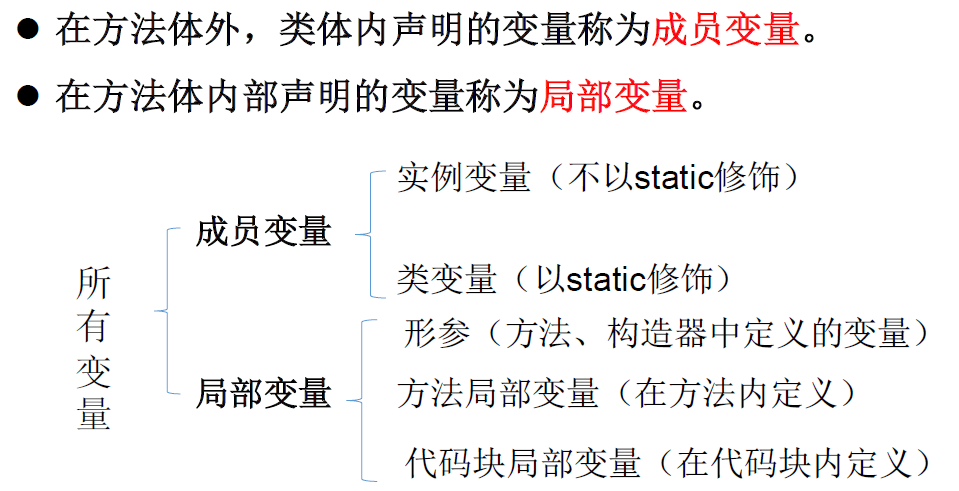 ● 在方法体外，类体内声明的变量称为成员变量。
● 在方法体内部声明的变量称为局部变量。
所有变量
成员变量
实例变量（不以static修饰）
类变量（以static修饰）
局部变量
形参（方法、构造器中定义的变量）
方法局部变量（在方法内定义）
代码块局部变量（在代码块内定义）